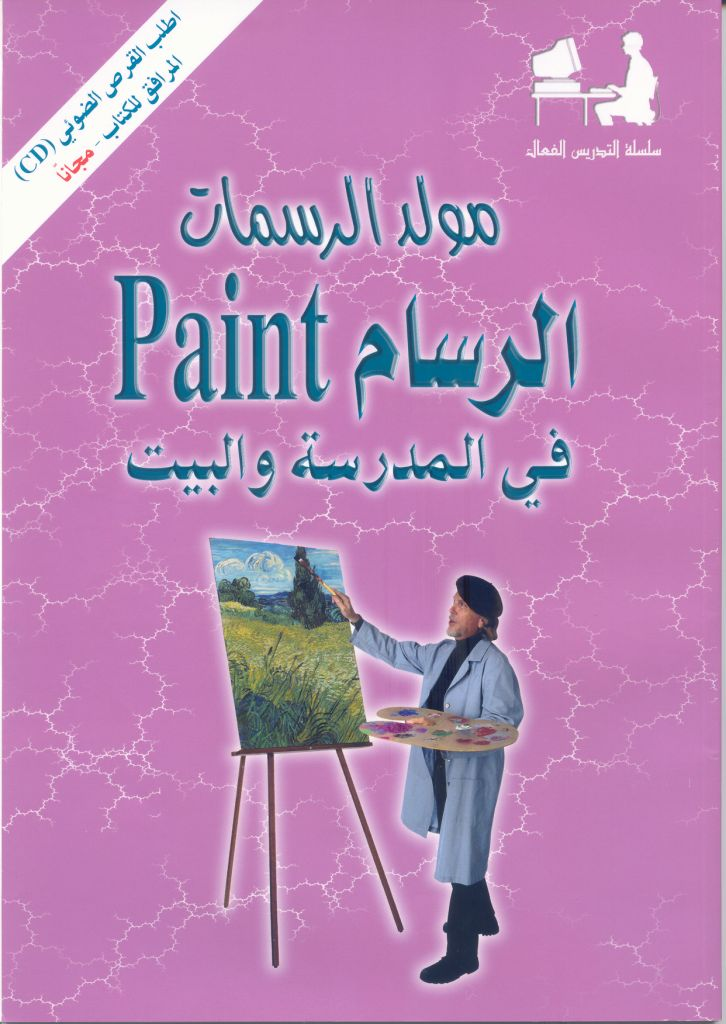 اطلب القرص الضوئي (CD)
المرافق للكتاب - مجاناً
سلسلة التدريس الفعال
مولد الرسمات
الرسام Paint
في المدرسة والبيت